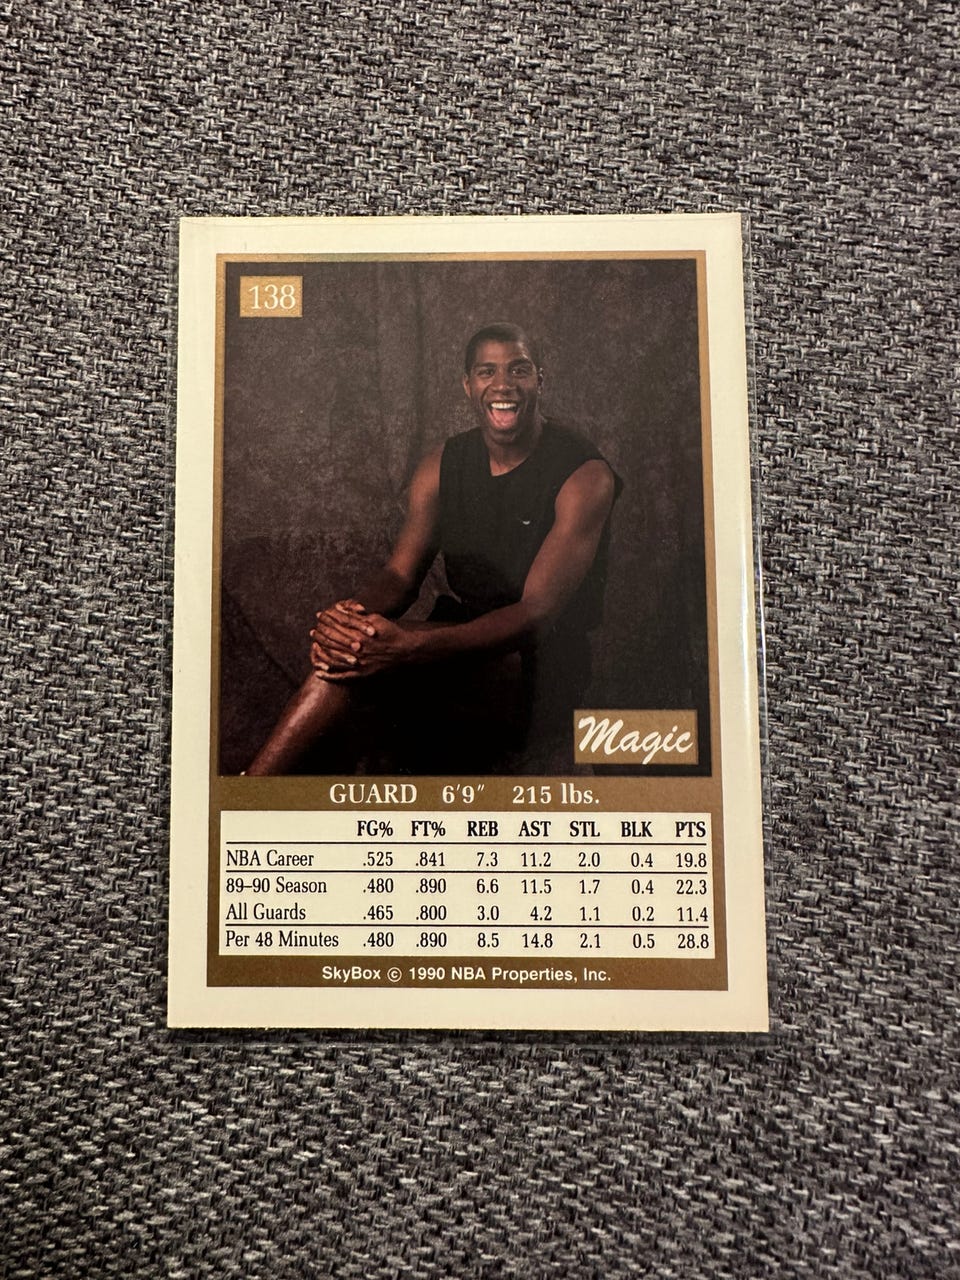 138
Magic
GUARD 6'9" 215 lbs.
FG% FT% REB AST STL BLK PTS
NBA Career .525 .841 7.3 11.2 2.0 0.4 19.8
89–90 Season .480 .890 6.6 11.5 1.7 0.4 22.3
All Guards .465 .800 3.0 4.2 1.1 0.2 11.4
Per 48 Minutes .480 .890 8.5 14.8 2.1 0.5 28.8
SkyBox © 1990 NBA Properties, Inc.